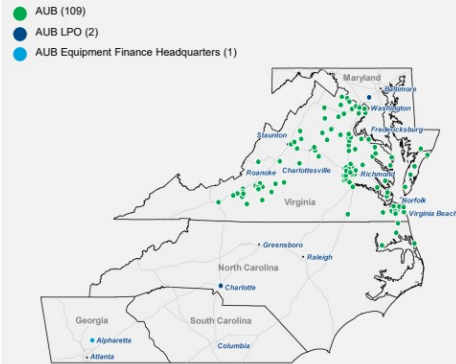 AUB (109)
AUB LPO (2)
AUB Equipment Finance Headquarters (1)
Maryland
Baltimore
Washington
Fredericksburg
Staunton
Roanoke
Charlottesville
Richmond
Virginia
Norfolk
Virginia Beach
Greensboro
Raleigh
North Carolina
Charlotte
Georgia
South Carolina
Alpharetta
Columbia
Atlanta